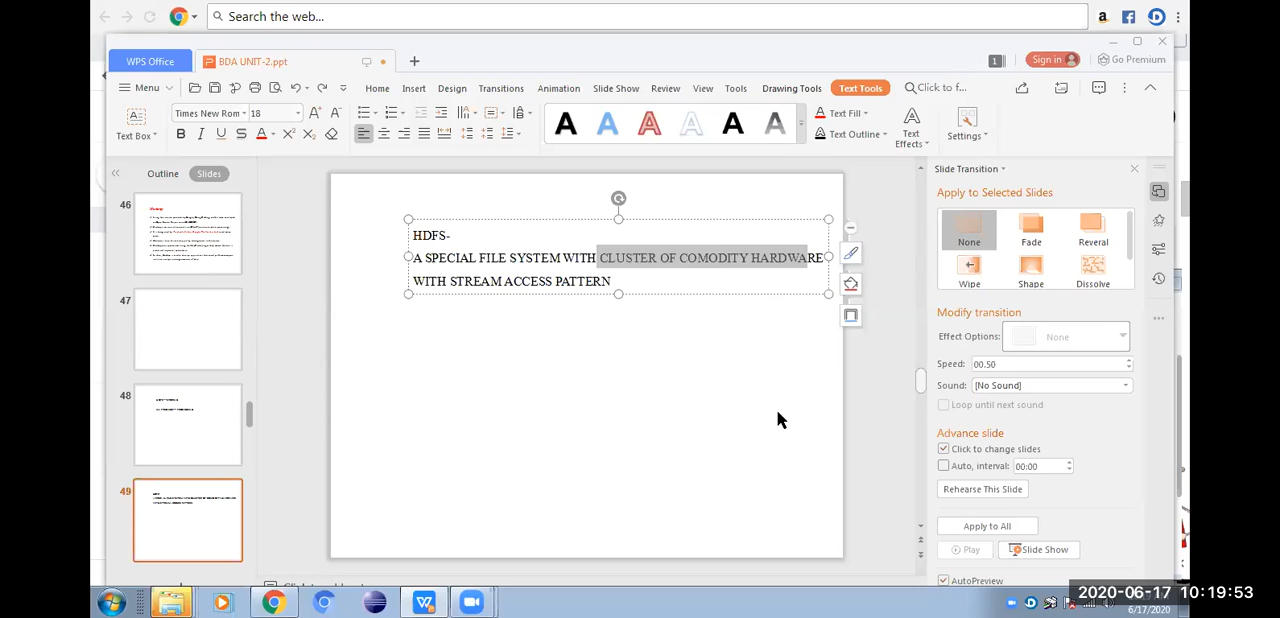 Search the web...
a
WPS Office
BDA UNIT-2.ppt
1
Sign in
Go Premium
Menu
Home
Insert
Design
Transitions
Animation
Slide Show
Review
View
Tools
Drawing Tools
Text Tools
Click to f...
Text Box
Times New Rom
18
A+
A-
B I U S A X² X₂
A A A A A A
Text Fill
Text Outline
Text Effects
Settings
Outline
Slides
46
47
48
49
HDFS-
A SPECIAL FILE SYSTEM WITH CLUSTER OF COMODITY HARDWARE
WITH STREAM ACCESS PATTERN
Slide Transition
Apply to Selected Slides
None
Fade
Reveral
Wipe
Shape
Dissolve
Modify transition
Effect Options:
None
Speed:
00.50
Sound:
[No Sound]
Loop until next sound
Advance slide
Click to change slides
Auto, interval:
00:00
Rehearse This Slide
Apply to All
Play
Slide Show
AutoPreview
2020-06-17 10:19:53
6/17/2020